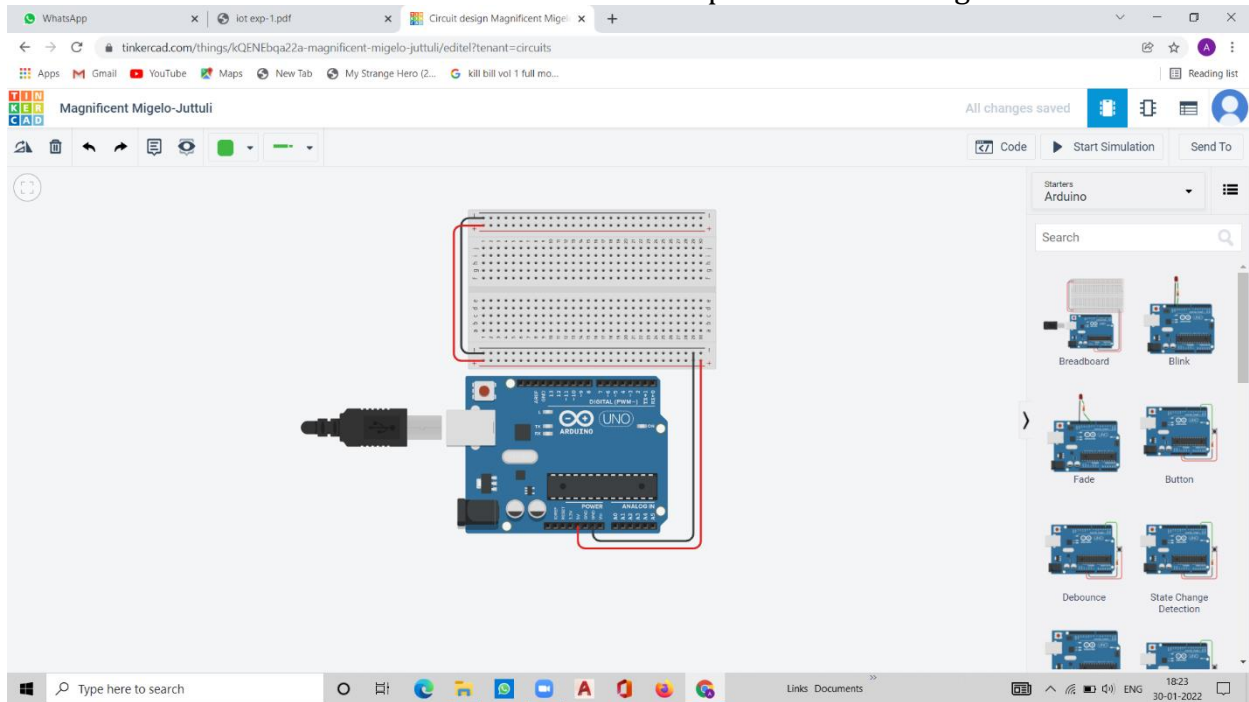 WhatsApp
iot exp-1.pdf
Circuit design Magnificent Migel
tinkercad.com/things/kQENEbqa22a-magnificent-migelo-juttuli/editel?tenant=circuits
A
Apps
Gmail
YouTube
Maps
New Tab
My Strange Hero (2...
kill bill vol 1 full mo...
Reading list
TIN
KER
CAD
Magnificent Migelo-Juttuli
All changes saved
Code
Start Simulation
Send To
Starters
Arduino
Search
Breadboard
Blink
Fade
Button
Debounce
State Change
Detection
DIGITAL (PWM~)
UNO
ARDUINO
POWER
ANALOG IN
Type here to search
Links Documents
ENG
18:23
30-01-2022